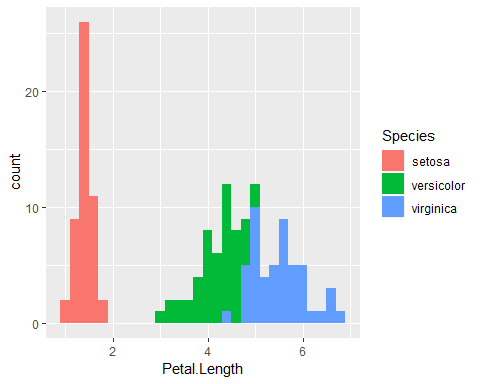 20
10
0
count
2 4 6
Petal.Length
Species
setosa
versicolor
virginica